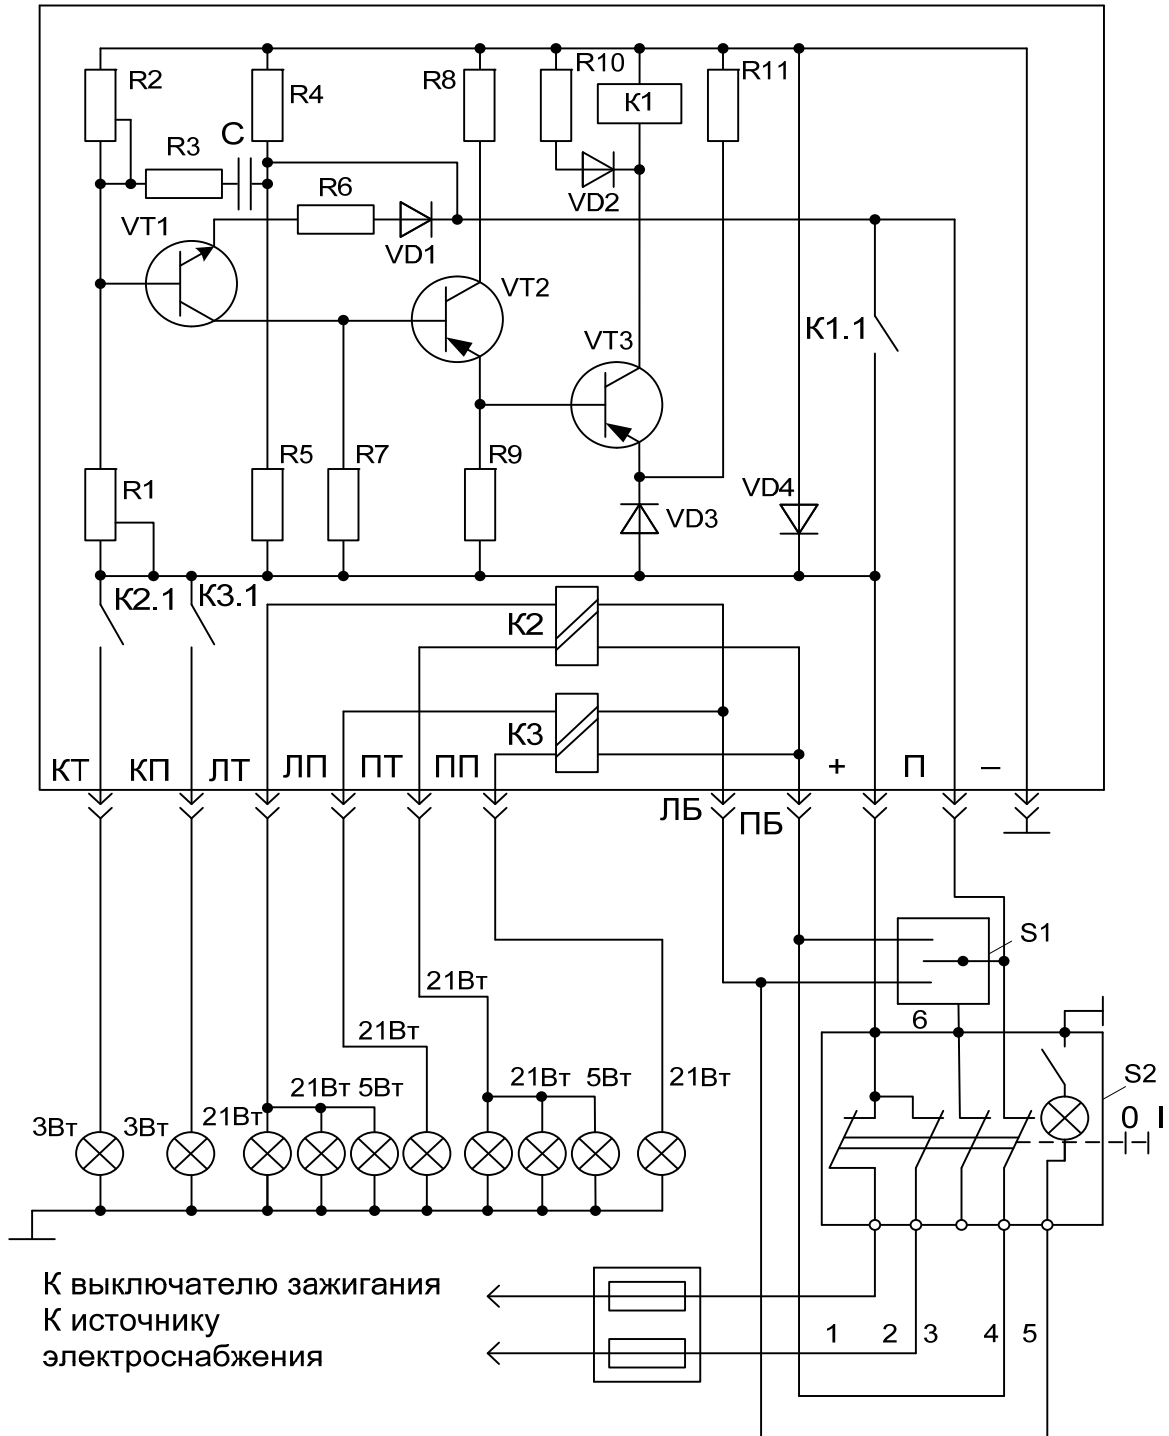 R2
R4
R8
R10
K1
R11
C
R3
R6
VD2
VT1
VD1
VT2
K1.1
VT3
R5
R7
R9
R1
VD4
VD3
K2.1
K3.1
K2
K3
КТ
КП
ЛТ
ЛП
ПТ
ПП
+
П
–
ЛБ
ПБ
S1
21Вт
6
21Вт
S2
21Вт
5Вт
21Вт
5Вт
21Вт
0 I
3Вт
3Вт
21Вт
К выключателю зажигания
К источнику
электроснабжения
1
2
3
4
5